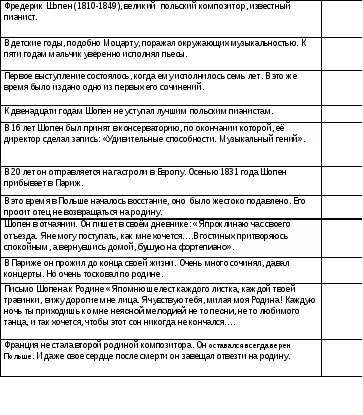 Фредерик Шопен (1810-1849), великий польский композитор, известный
пианист.
В детские годы, подобно Моцарту, поражал окружающих музыкальностью. К
пяти годам мальчик уверенно исполнял пьесы.
Первое выступление состоялось, когда ему исполнилось семь лет. В это же
время было издано одно из первых его сочинений.
К двенадцати годам Шопен не уступал лучшим польским пианистам.
В 16 лет Шопен был принят в консерваторию, по окончании которой, её
директор сделал запись: «Удивительные способности. Музыкальный гений».
В 20 лет он отправляется на гастроли в Европу. Осенью 1831 года Шопен
прибывает в Париж.
В это время в Польше началось восстание, оно было жестоко подавлено. Его
просит отец не возвращаться на родину.
Шопен в отчаянии. Он пишет в своём дневнике: «Я проклинаю час своего
отъезда. Я не могу поступать, как мне хочется….В гостиных притворяюсь
спокойным, а вернувшись домой, бушую на фортепиано».
В Париже он прожил до конца своей жизни. Очень много сочинял, давал
концерты. Но очень тосковал по родине.
Письмо Шопена к Родине «Я помню шелест каждого листка, каждой твоей
травинки, вижу дорогие мне лица. Я чувствую тебя, милая моя Родина! Каждую
ночь ты приходишь ко мне неясной мелодией не то песни, не то любимого
танца, и так хочется, чтобы этот сон никогда не кончался….
Франция не стала второй родиной композитора. Он оставался всегда верен
Польше. И даже свое сердце после смерти он завещал отвезти на родину.